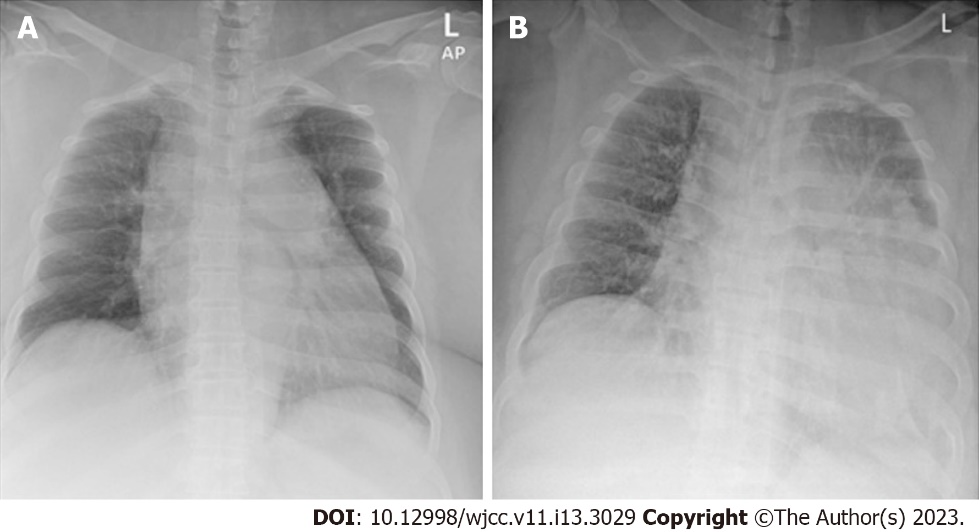 A
L
AP
B
L
DOI: 10.12998/wjcc.v11.i13.3029 Copyright ©The Author(s) 2023.